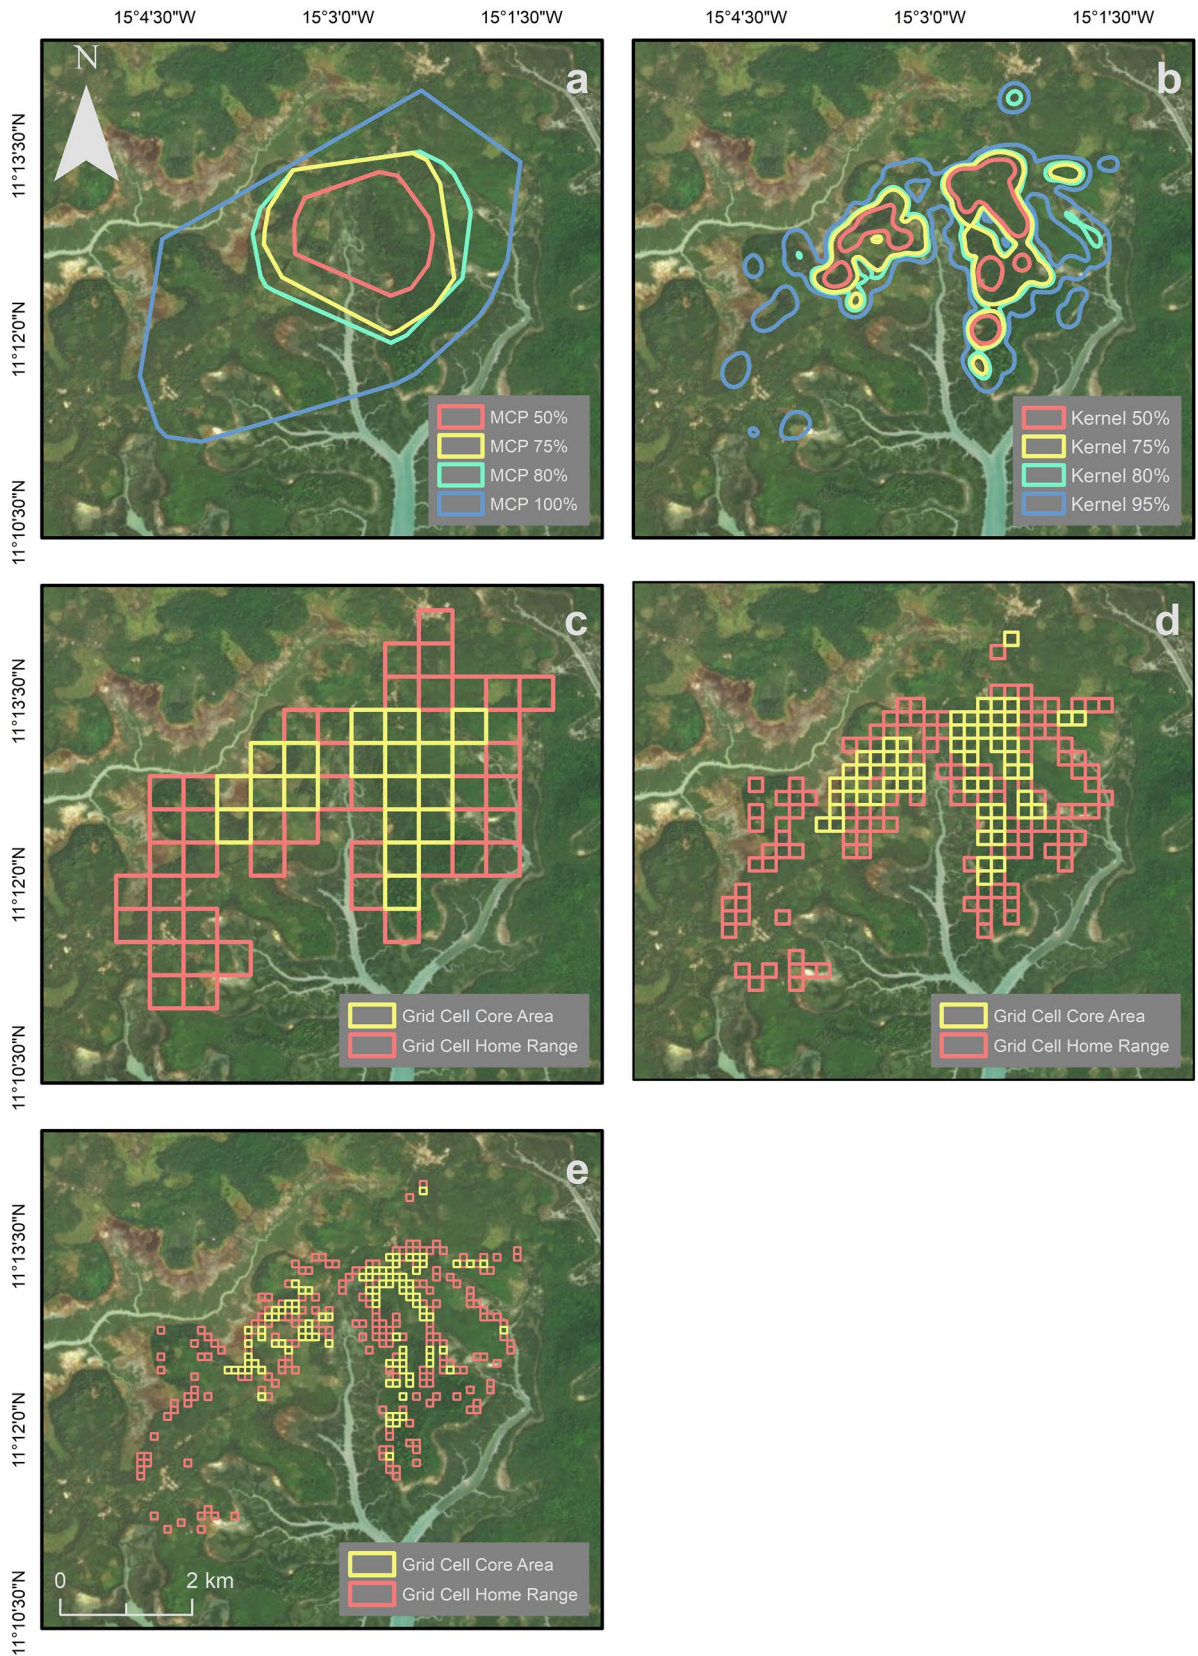 15°4'30"W 15°3'0"W 15°1'30"W 15°4'30"W 15°3'0"W 15°1'30"W
N
a
b
11°13'30"N
11°12'0"N
11°10'30"N
MCP 50%
MCP 75%
MCP 80%
MCP 100%
Kernel 50%
Kernel 75%
Kernel 80%
Kernel 95%
c
d
11°13'30"N
11°12'0"N
11°10'30"N
Grid Cell Core Area
Grid Cell Home Range
Grid Cell Core Area
Grid Cell Home Range
e
11°13'30"N
11°12'0"N
11°10'30"N
0 2 km
Grid Cell Core Area
Grid Cell Home Range